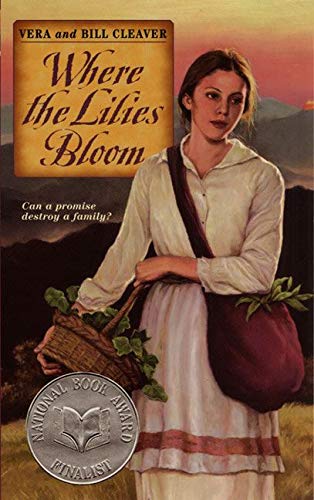 VERA and BILL CLEAVER
Where
the Lilies
Bloom
Can a promise
destroy a family?
NATIONAL BOOK AWARD
FINALIST